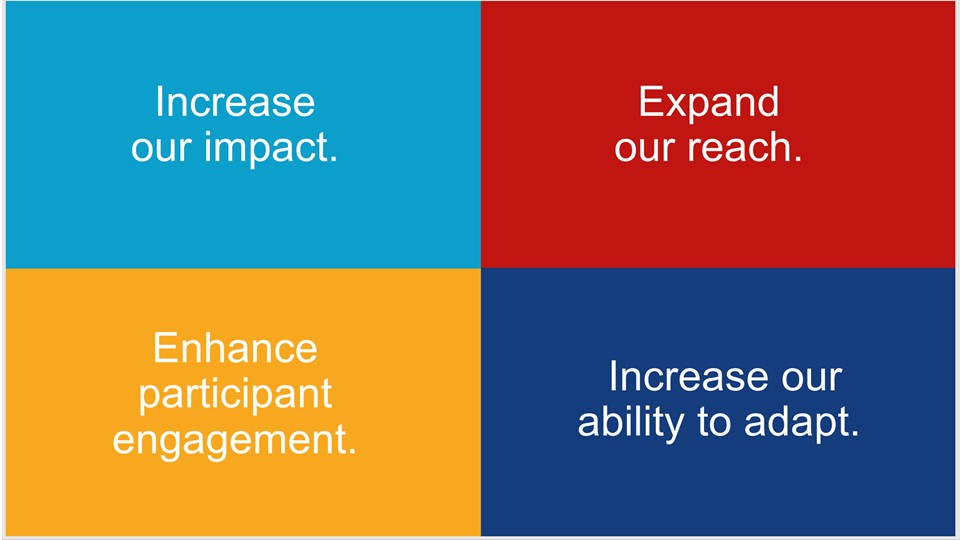 Increase
our impact.
Expand
our reach.
Enhance
participant
engagement.
Increase our
ability to adapt.